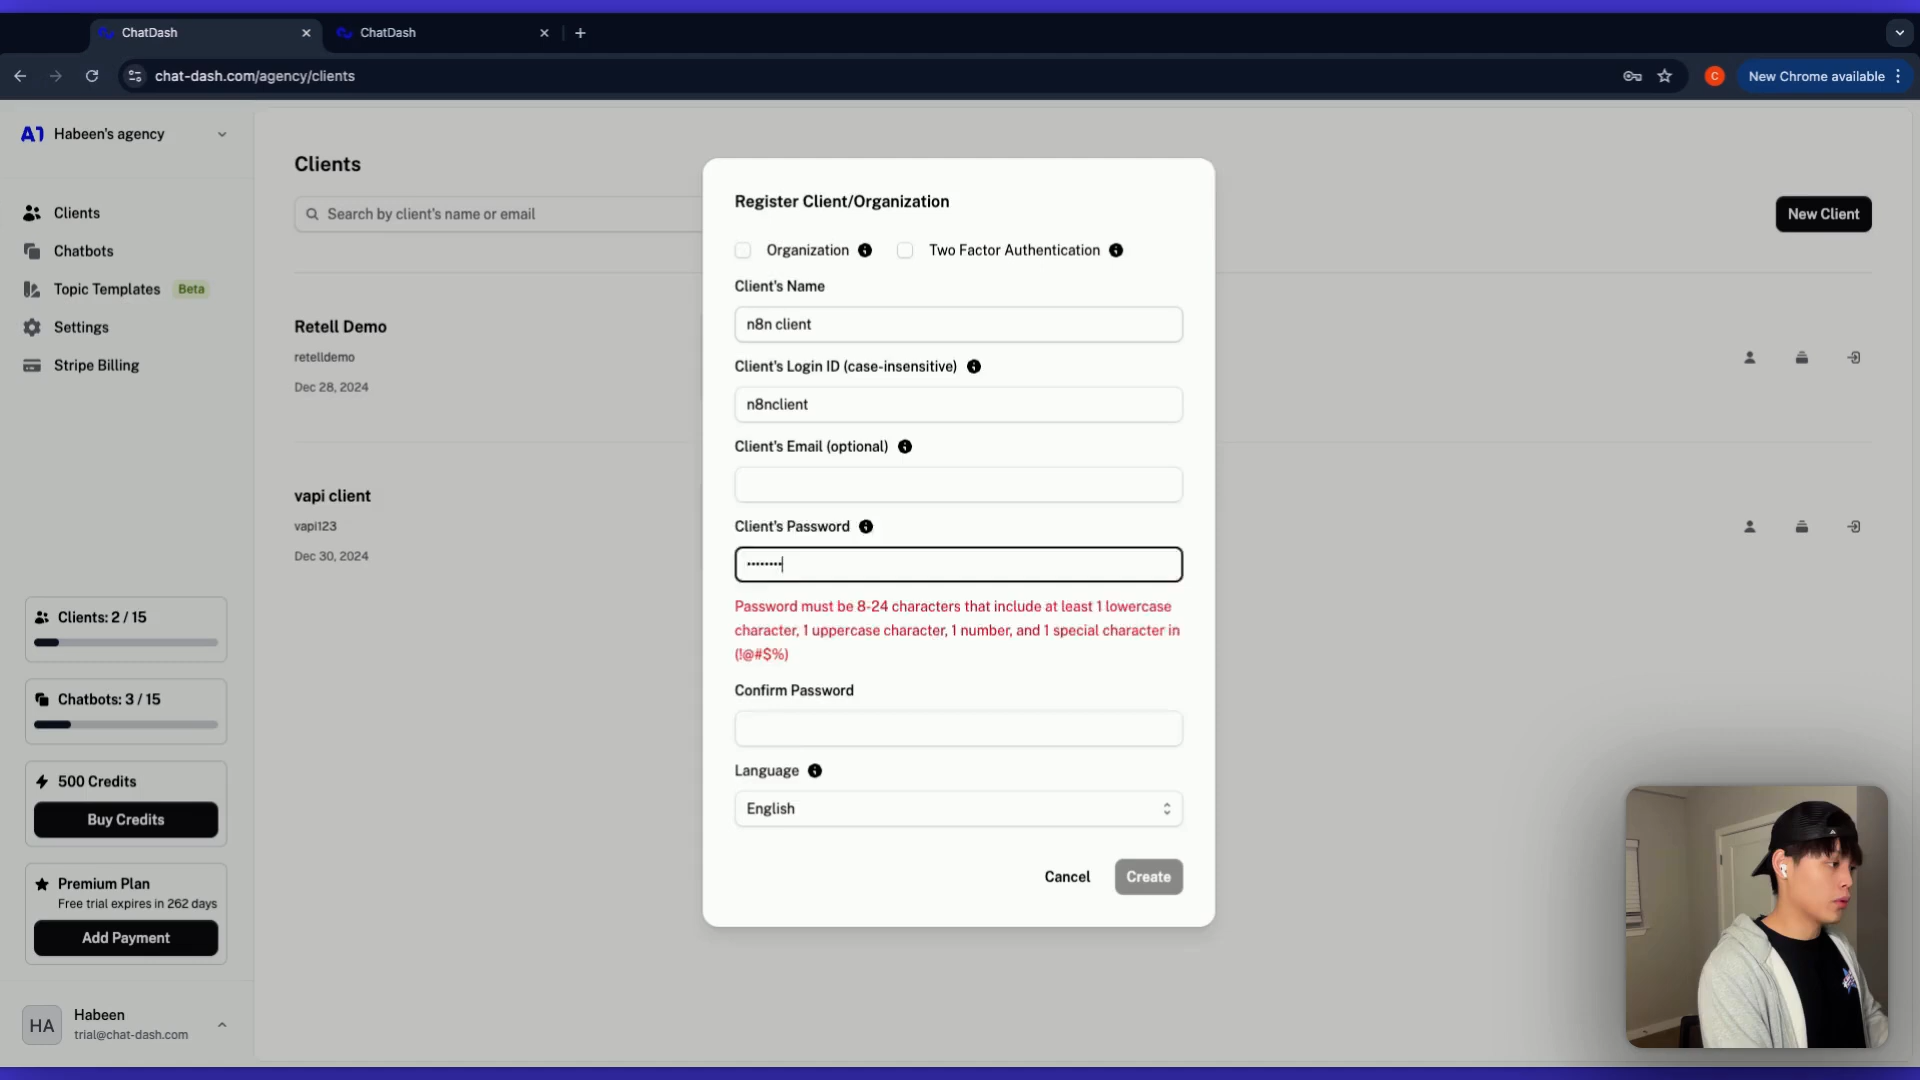 ChatDash
ChatDash
chat-dash.com/agency/clients
C
New Chrome available
A1 Habeen's agency
Clients
Chatbots
Topic Templates Beta
Settings
Stripe Billing
Clients: 2 / 15
Chatbots: 3 / 15
500 Credits
Buy Credits
Premium Plan
Free trial expires in 262 days
Add Payment
HA
Habeen
trial@chat-dash.com
Clients
Search by client's name or email
New Client
Retell Demo
retelldemo
Dec 28, 2024
vapi client
vapi123
Dec 30, 2024
Register Client/Organization
Organization
Two Factor Authentication
Client's Name
n8n client
Client's Login ID (case-insensitive)
n8nclient
Client's Email (optional)
Client's Password
••••••••
Password must be 8-24 characters that include at least 1 lowercase
character, 1 uppercase character, 1 number, and 1 special character in
(!@#$%)
Confirm Password
Language
English
Cancel
Create